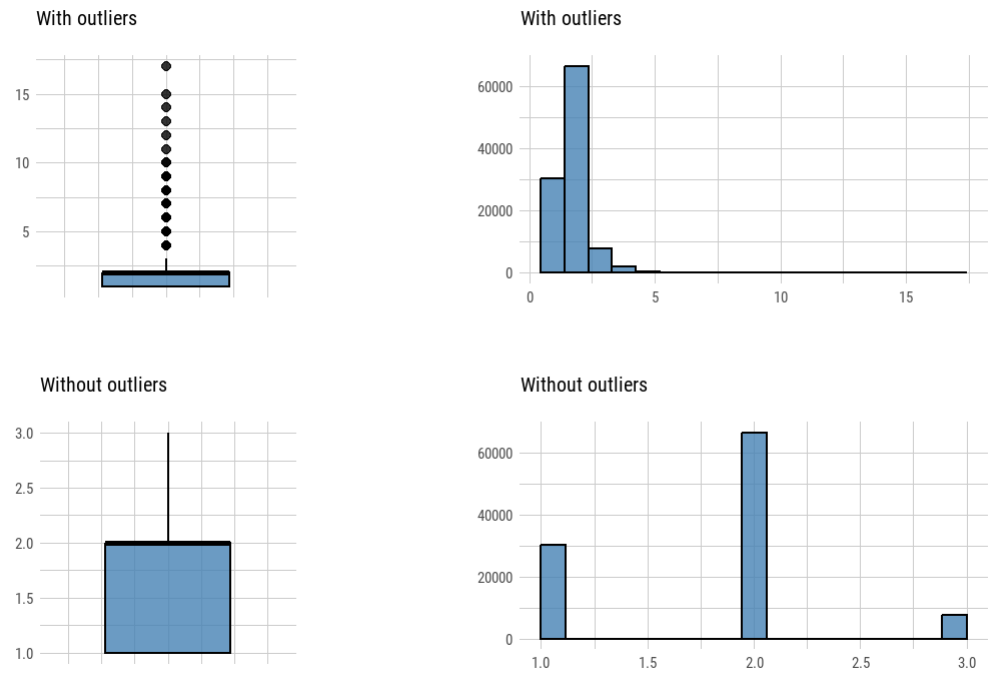 With outliers
15
10
5
With outliers
60000
40000
20000
0
0 5 10 15
Without outliers
3.0
2.5
2.0
1.5
1.0
Without outliers
60000
40000
20000
0
1.0 1.5 2.0 2.5 3.0